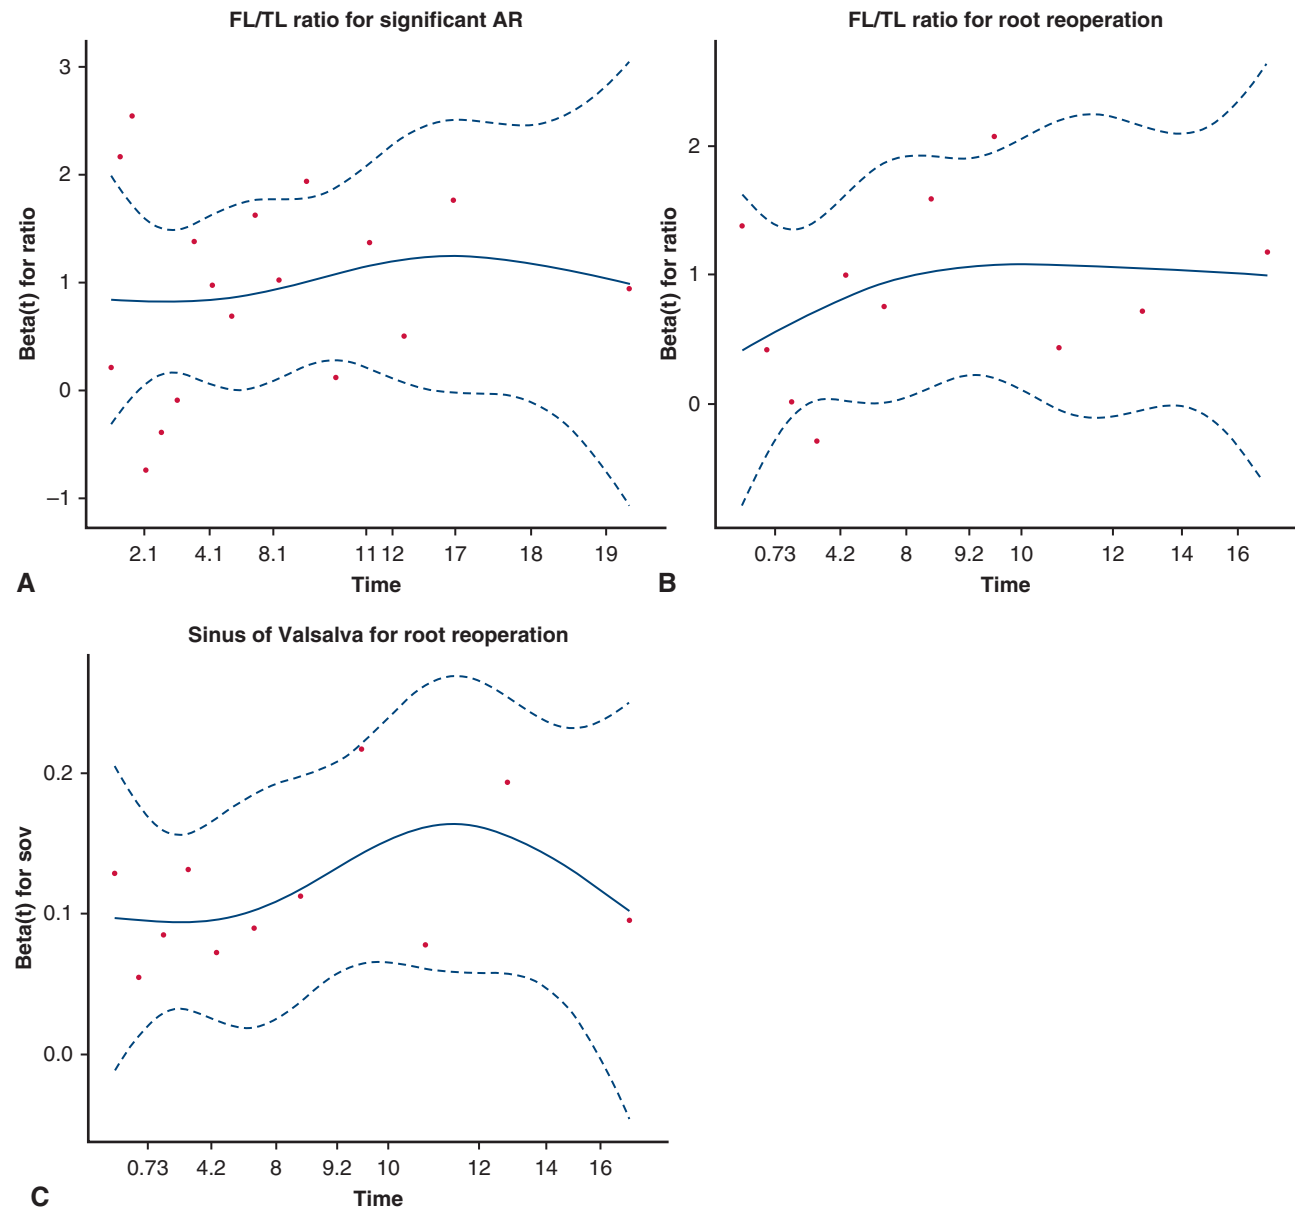 FL/TL ratio for significant AR
Beta(t) for ratio
3
2
1
0
–1
2.1 4.1 8.1 11 12 17 18 19
Time
A
FL/TL ratio for root reoperation
Beta(t) for ratio
2
1
0
0.73 4.2 8 9.2 10 12 14 16
Time
B
Sinus of Valsalva for root reoperation
Beta(t) for sov
0.2
0.1
0.0
0.73 4.2 8 9.2 10 12 14 16
Time
C